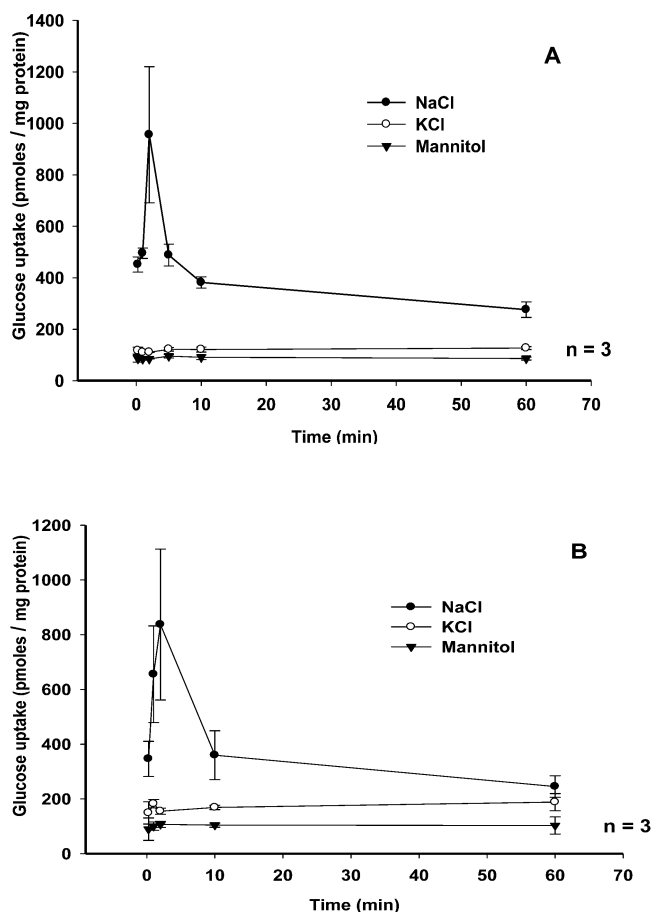 1400
1200
1000
800
600
400
200
0
Glucose uptake (pmoles / mg protein)
A
NaCl
KCl
Mannitol
n = 3
0 10 20 30 40 50 60 70
Time (min)
1200
1000
800
600
400
200
0
Glucose uptake (pmoles / mg protein)
B
NaCl
KCl
Mannitol
n = 3
0 10 20 30 40 50 60 70
Time (min)